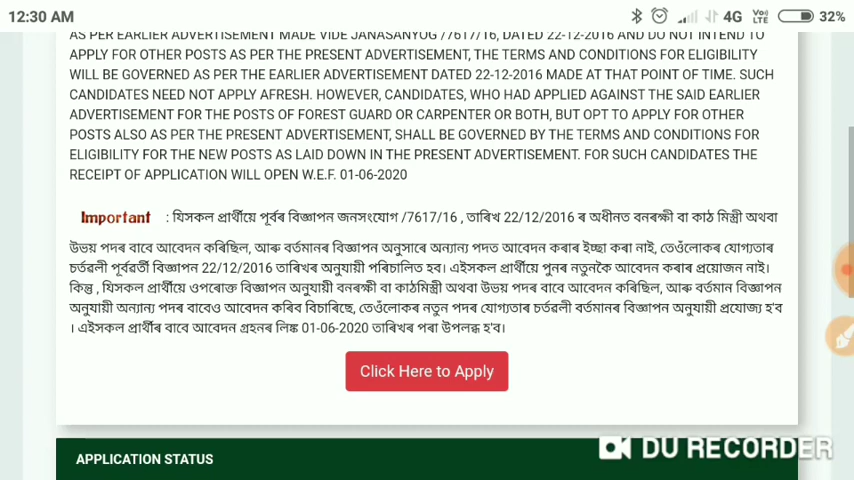 12:30 AM
4G
Vo)
LTE
32%
AS PER EARLIER ADVERTISEMENT MADE VIDE JANASANYOG /7617/16, DATED 22-12-2016 AND DO NOT INTEND TO
APPLY FOR OTHER POSTS AS PER THE PRESENT ADVERTISEMENT, THE TERMS AND CONDITIONS FOR ELIGIBILITY
WILL BE GOVERNED AS PER THE EARLIER ADVERTISEMENT DATED 22-12-2016 MADE AT THAT POINT OF TIME. SUCH
CANDIDATES NEED NOT APPLY AFRESH. HOWEVER, CANDIDATES, WHO HAD APPLIED AGAINST THE SAID EARLIER
ADVERTISEMENT FOR THE POSTS OF FOREST GUARD OR CARPENTER OR BOTH, BUT OPT TO APPLY FOR OTHER
POSTS ALSO AS PER THE PRESENT ADVERTISEMENT, SHALL BE GOVERNED BY THE TERMS AND CONDITIONS FOR
ELIGIBILITY FOR THE NEW POSTS AS LAID DOWN IN THE PRESENT ADVERTISEMENT. FOR SUCH CANDIDATES THE
RECEIPT OF APPLICATION WILL OPEN W.E.F. 01-06-2020
Important : যিসকল প্ৰাৰ্থীয়ে পূৰ্বৰ বিজ্ঞাপন জনসংযোগ /7617/16 , তাৰিখ 22/12/2016 ৰ অধীনত বনৰক্ষী বা কাঠ মিস্ত্ৰী অথবা
উভয় পদৰ বাবে আবেদন কৰিছিল, আৰু বৰ্তমানৰ বিজ্ঞাপন অনুসাৰে অন্যান্য পদত আবেদন কৰাৰ ইচ্ছা কৰা নাই, তেওঁলোকৰ যোগ্যতাৰ
চৰ্তৱলী পূৰ্বৱৰ্তী বিজ্ঞাপন 22/12/2016 তাৰিখৰ অনুযায়ী পৰিচালিত হব। এইসকল প্ৰাৰ্থীয়ে পুনৰ নতুনকৈ আবেদন কৰাৰ প্ৰয়োজন নাই।
কিন্তু , যিসকল প্ৰাৰ্থীয়ে ওপৰোক্ত বিজ্ঞাপন অনুযায়ী বনৰক্ষী বা কাঠমিস্ত্ৰী অথবা উভয় পদৰ বাবে আবেদন কৰিছিল, আৰু বৰ্তমান বিজ্ঞাপন
অনুযায়ী অন্যান্য পদৰ বাবেও আবেদন কৰিব বিচাৰিছে, তেওঁলোকৰ নতুন পদৰ যোগ্যতাৰ চৰ্তৱলী বৰ্তমানৰ বিজ্ঞাপন অনুযায়ী প্ৰযোজ্য হ'ব
। এইসকল প্ৰাৰ্থীৰ বাবে আবেদন গ্ৰহনৰ লিঙ্ক 01-06-2020 তাৰিখৰ পৰা উপলব্ধ হ'ব।
Click Here to Apply
APPLICATION STATUS
DU RECORDER